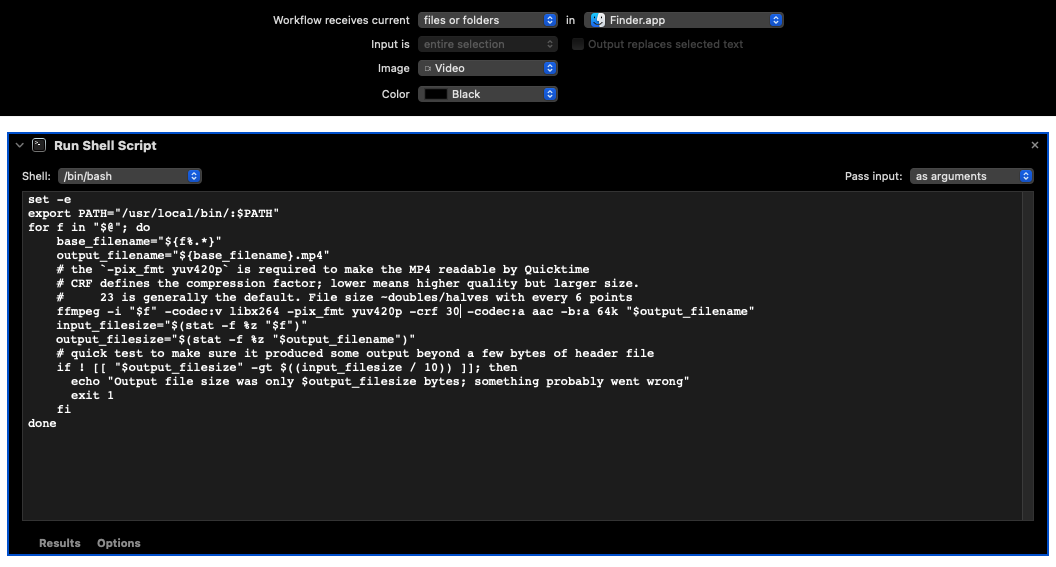 Workflow receives current files or folders in Finder.app
Input is entire selection Output replaces selected text
Image Video
Color Black
Run Shell Script
Shell: /bin/bash Pass input: as arguments
set -e
export PATH="/usr/local/bin/:$PATH"
for f in "$@"; do
    base_filename="${f%.*}"
    output_filename="${base_filename}.mp4"
    # the `-pix_fmt yuv420p` is required to make the MP4 readable by Quicktime
    # CRF defines the compression factor; lower means higher quality but larger size.
    #     23 is generally the default. File size ~doubles/halves with every 6 points
    ffmpeg -i "$f" -codec:v libx264 -pix_fmt yuv420p -crf 30 -codec:a aac -b:a 64k "$output_filename"
    input_filesize="$(stat -f %z "$f")"
    output_filesize="$(stat -f %z "$output_filename")"
    # quick test to make sure it produced some output beyond a few bytes of header file
    if ! [[ "$output_filesize" -gt $((input_filesize / 10)) ]]; then
      echo "Output file size was only $output_filesize bytes; something probably went wrong"
      exit 1
    fi
done
Results Options